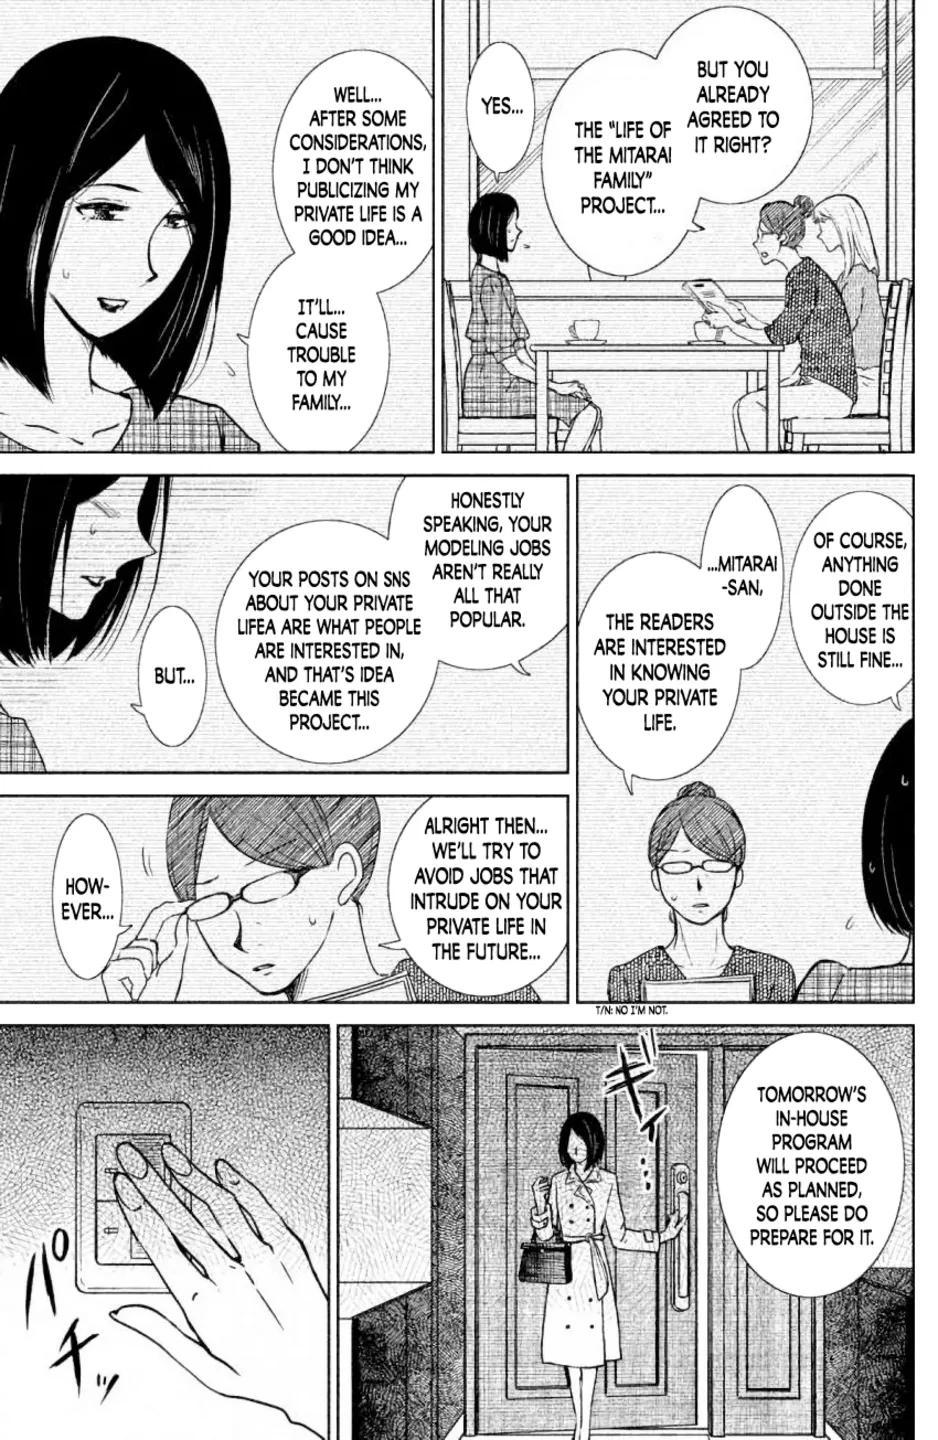 BUT YOU
ALREADY
AGREED TO
IT RIGHT?
THE "LIFE OF
THE MITARAI
FAMILY"
PROJECT...
YES...
WELL...
AFTER SOME
CONSIDERATIONS,
I DON'T THINK
PUBLICIZING MY
PRIVATE LIFE IS A
GOOD IDEA...
IT'LL...
CAUSE
TROUBLE
TO MY
FAMILY...
OF COURSE,
ANYTHING
DONE
OUTSIDE THE
HOUSE IS
STILL FINE...
...MITARAI
-SAN,
THE READERS
ARE INTERESTED
IN KNOWING
YOUR PRIVATE
LIFE.
T/N: NO I'M NOT.
HONESTLY
SPEAKING, YOUR
MODELING JOBS
AREN'T REALLY
ALL THAT
POPULAR.
YOUR POSTS ON SNS
ABOUT YOUR PRIVATE
LIFEA ARE WHAT PEOPLE
ARE INTERESTED IN,
AND THAT'S IDEA
BECAME THIS
PROJECT...
BUT...
ALRIGHT THEN...
WE'LL TRY TO
AVOID JOBS THAT
INTRUDE ON YOUR
PRIVATE LIFE IN
THE FUTURE...
HOW-
EVER...
TOMORROW'S
IN-HOUSE
PROGRAM
WILL PROCEED
AS PLANNED,
SO PLEASE DO
PREPARE FOR IT.
ギィ…
パチ